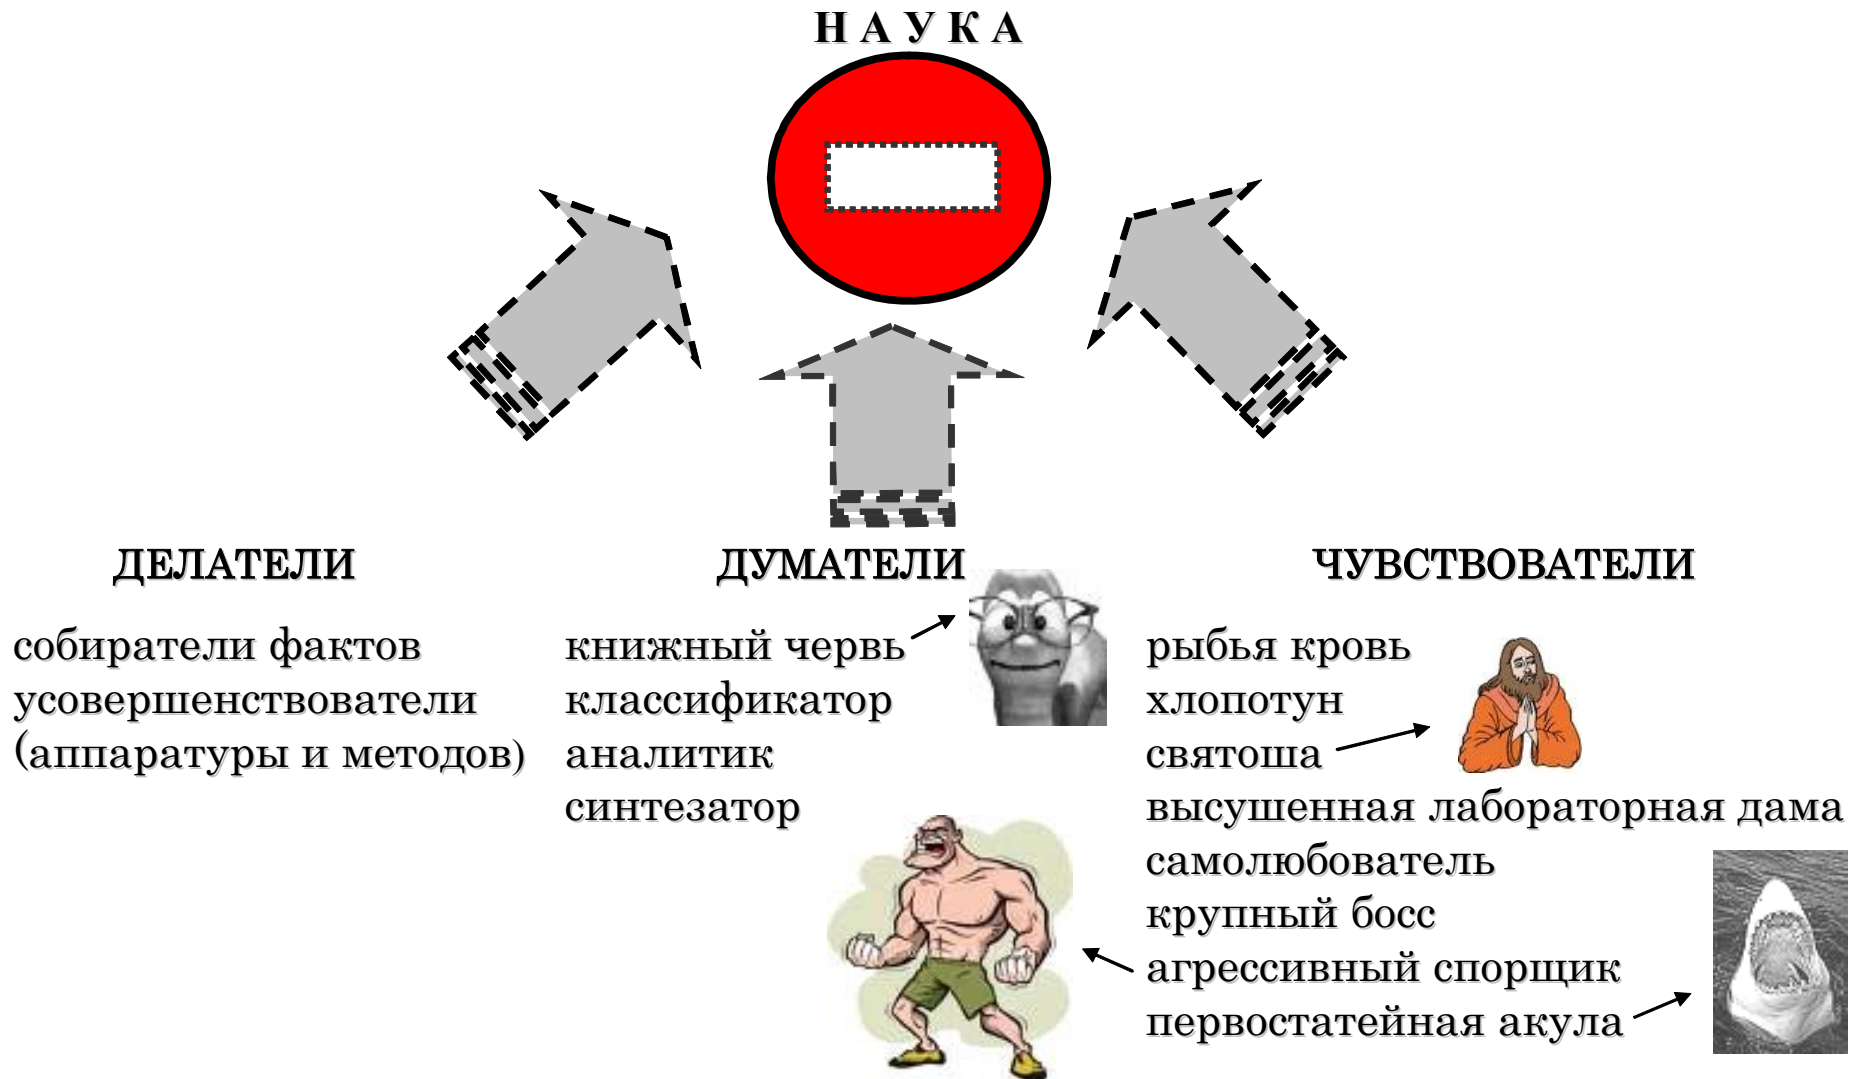 Н А У К А
ДЕЛАТЕЛИ
собиратели фактов
усовершенствователи
(аппаратуры и методов)
ДУМАТЕЛИ
книжный червь
классификатор
аналитик
синтезатор
ЧУВСТВОВАТЕЛИ
рыбья кровь
хлопотун
святоша
высушенная лабораторная дама
самолюбователь
крупный босс
агрессивный спорщик
первостатейная акула